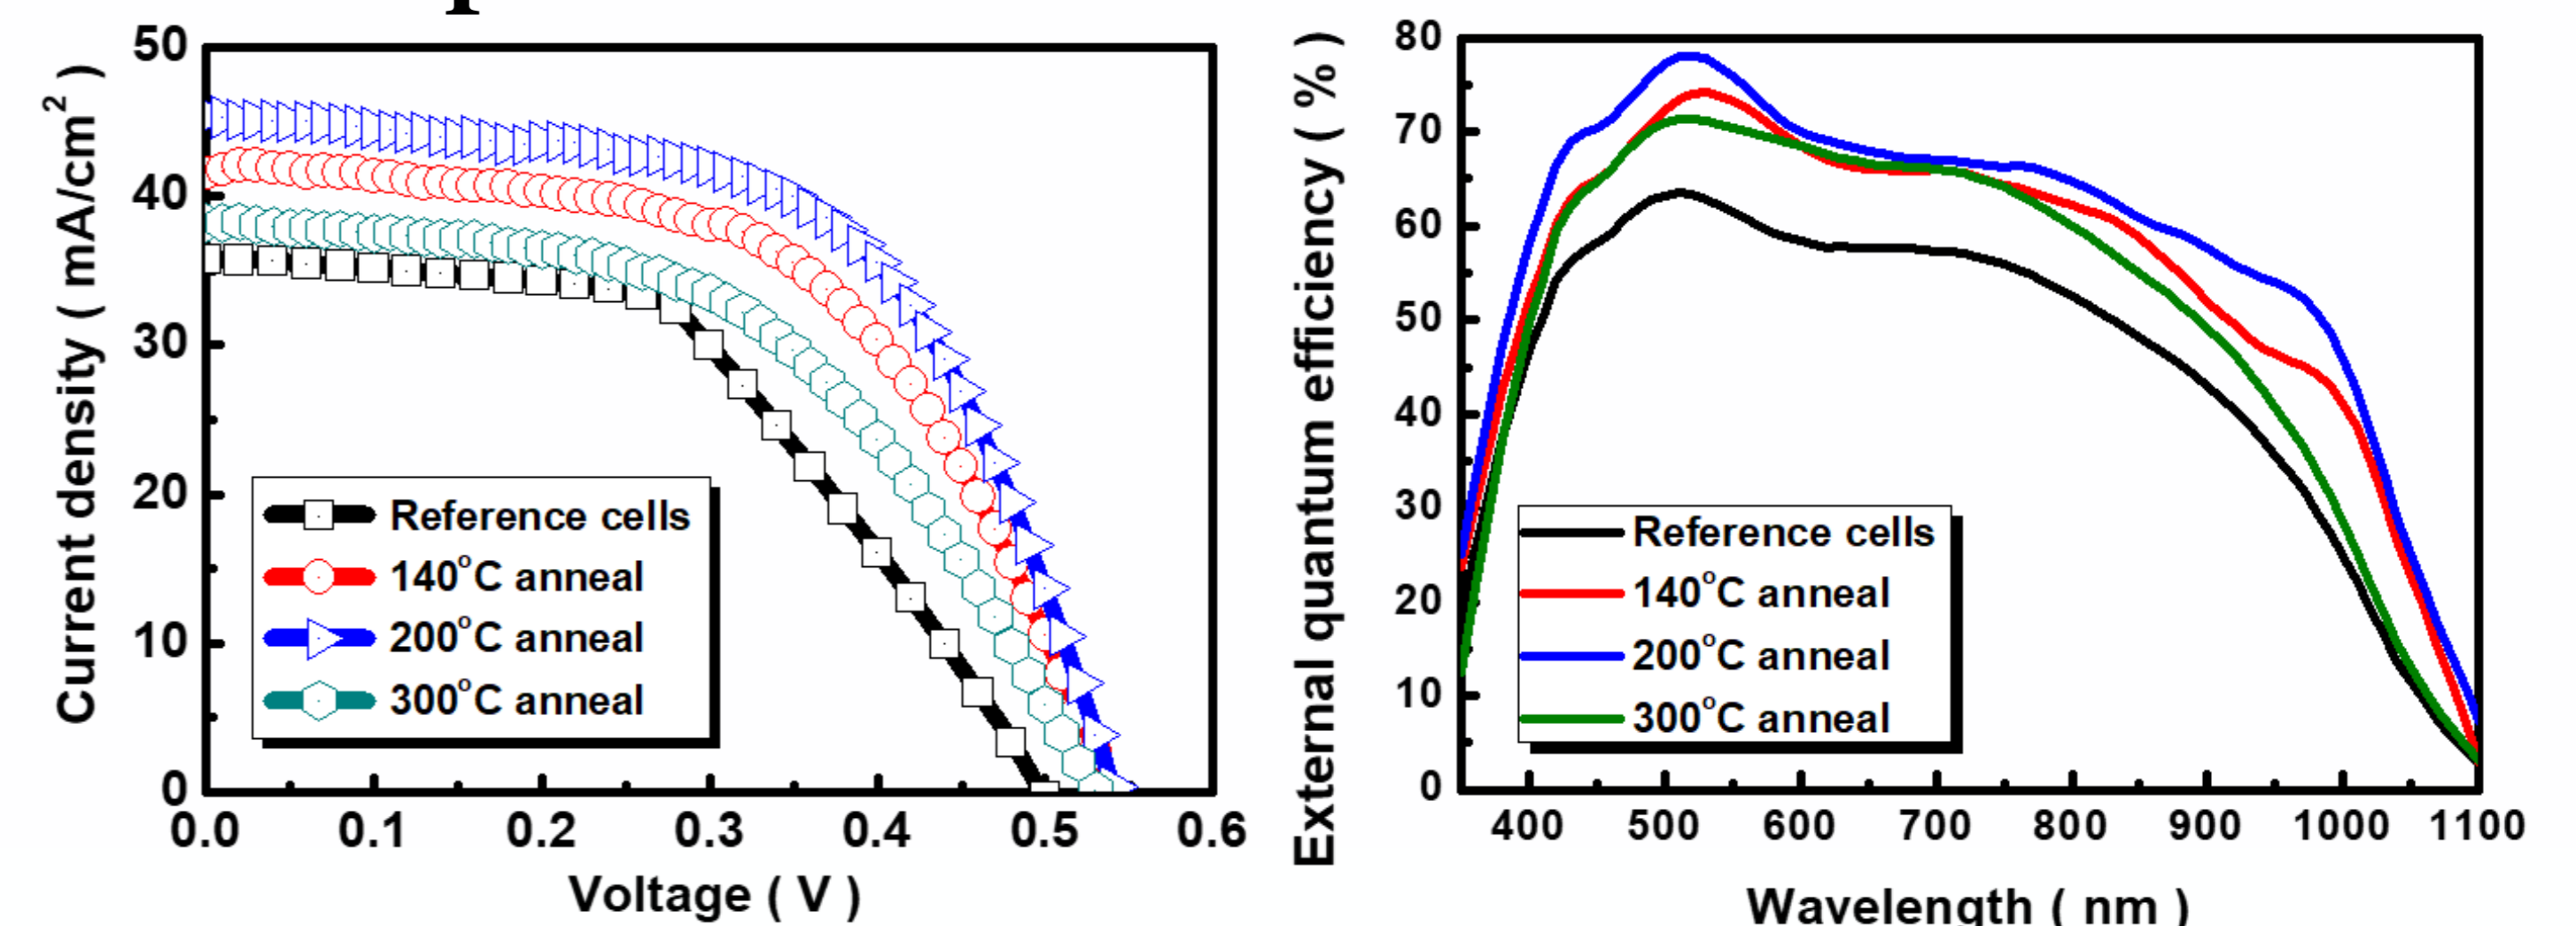 50
40
30
20
10
0
0.0 0.1 0.2 0.3 0.4 0.5 0.6
Current density ( mA/cm² )
Voltage ( V )
Reference cells
140°C anneal
200°C anneal
300°C anneal
80
70
60
50
40
30
20
10
0
400 500 600 700 800 900 1000 1100
External quantum efficiency ( % )
Wavelength ( nm )
Reference cells
140°C anneal
200°C anneal
300°C anneal